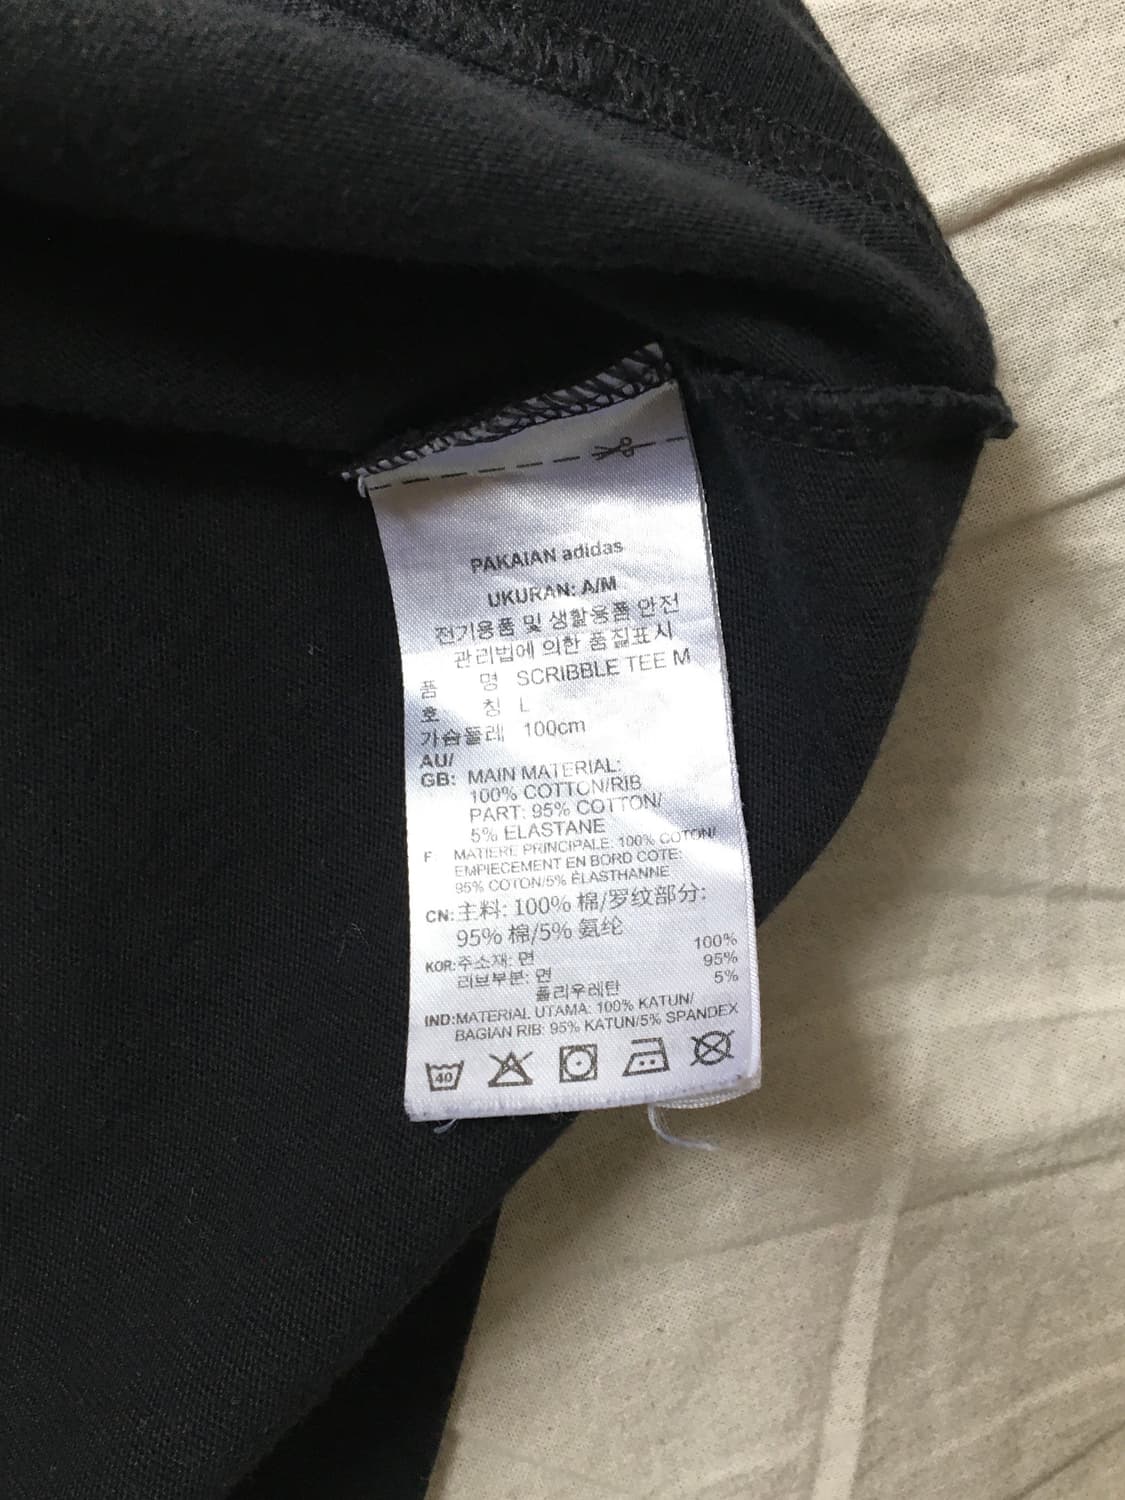 PAKAIAN adidas
UKURAN: A/M
전기용품 및 생활용품 안전
관리법에 의한 품질표시
품 명 SCRIBBLE TEE M
호 칭 L
가슴둘레 100cm
AU/
GB: MAIN MATERIAL:
100% COTTON/RIB
PART: 95% COTTON/
5% ELASTANE
F: MATIERE PRINCIPALE: 100% COTON/
EMPIECEMENT EN BORD COTE:
95% COTON/5% ÉLASTHANNE
CN: 主料: 100% 棉/罗纹部分:
95% 棉/5% 氨纶
KOR: 주소재: 면 100%
리브부분: 면 95%
폴리우레탄 5%
IND: MATERIAL UTAMA: 100% KATUN/
BAGIAN RIB: 95% KATUN/5% SPANDEX
40